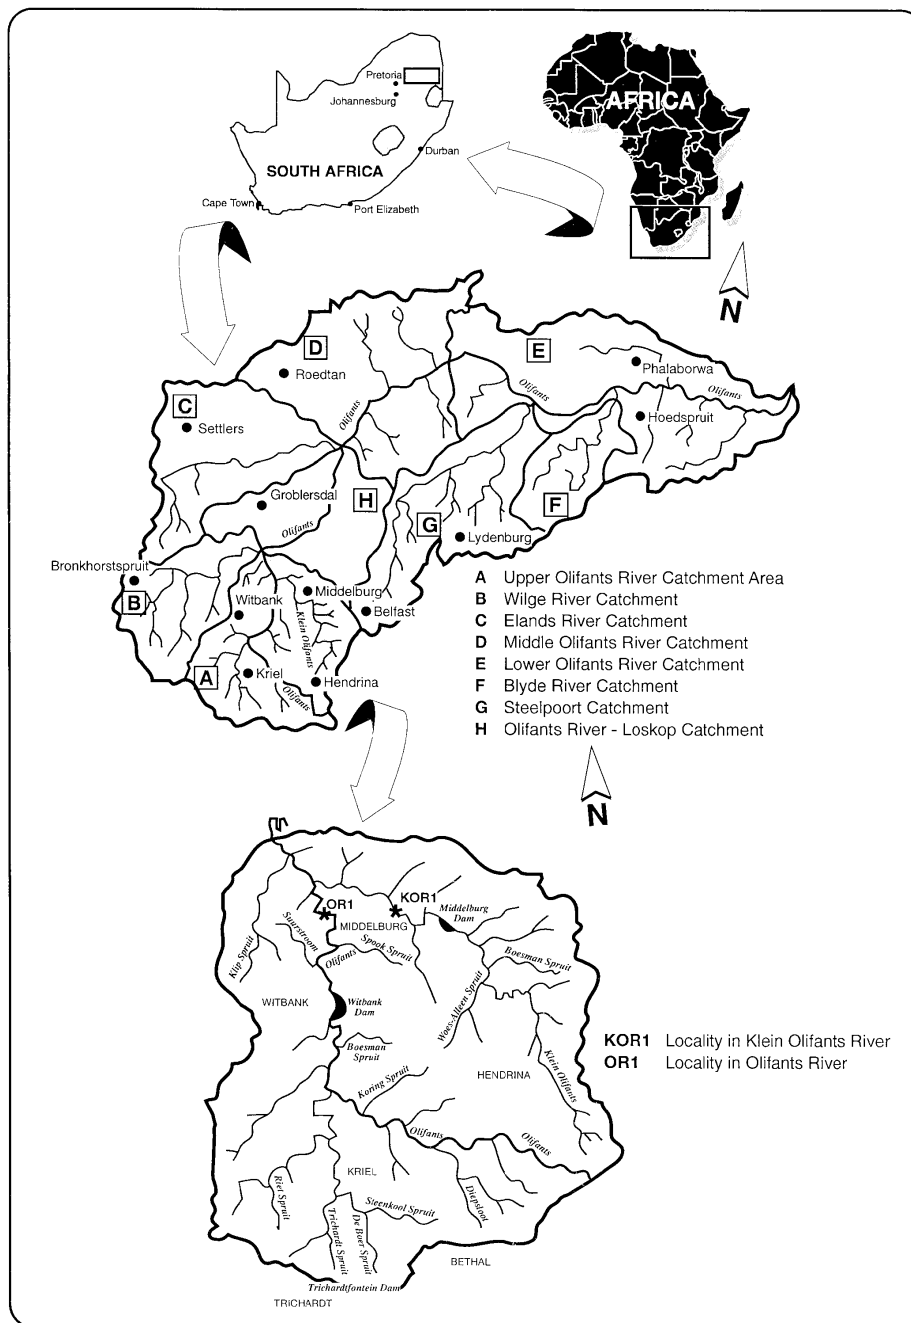 AFRICA
Pretoria
Johannesburg
Durban
SOUTH AFRICA
Cape Town
Port Elizabeth
N
D
E
Roedtan
Phalaborwa
Olifants
Olifants
Olifants
C
Settlers
Hoedspruit
Groblersdal
H
F
G
Olifants
Lydenburg
Bronkhorstspruit
B
Witbank
Middelburg
Klein Olifants
Belfast
A
Kriel
Olifants
Hendrina
A Upper Olifants River Catchment Area
B Wilge River Catchment
C Elands River Catchment
D Middle Olifants River Catchment
E Lower Olifants River Catchment
F Blyde River Catchment
G Steelpoort Catchment
H Olifants River - Loskop Catchment
N
OR1
KOR1
MIDDELBURG
Middelburg
Dam
Klip Spruit
Suurstroom
Olifants
Spook Spruit
Boesman Spruit
Woes-Alleen Spruit
WITBANK
Witbank
Dam
Boesman
Spruit
Koring Spruit
HENDRINA
Klein Olifants
KOR1 Locality in Klein Olifants River
OR1 Locality in Olifants River
Olifants
Olifants
KRIEL
Riet Spruit
Steenkool Spruit
Trichardt Spruit
De Boer Spruit
Diepsloot
BETHAL
Trichardtfontein Dam
TRICHARDT